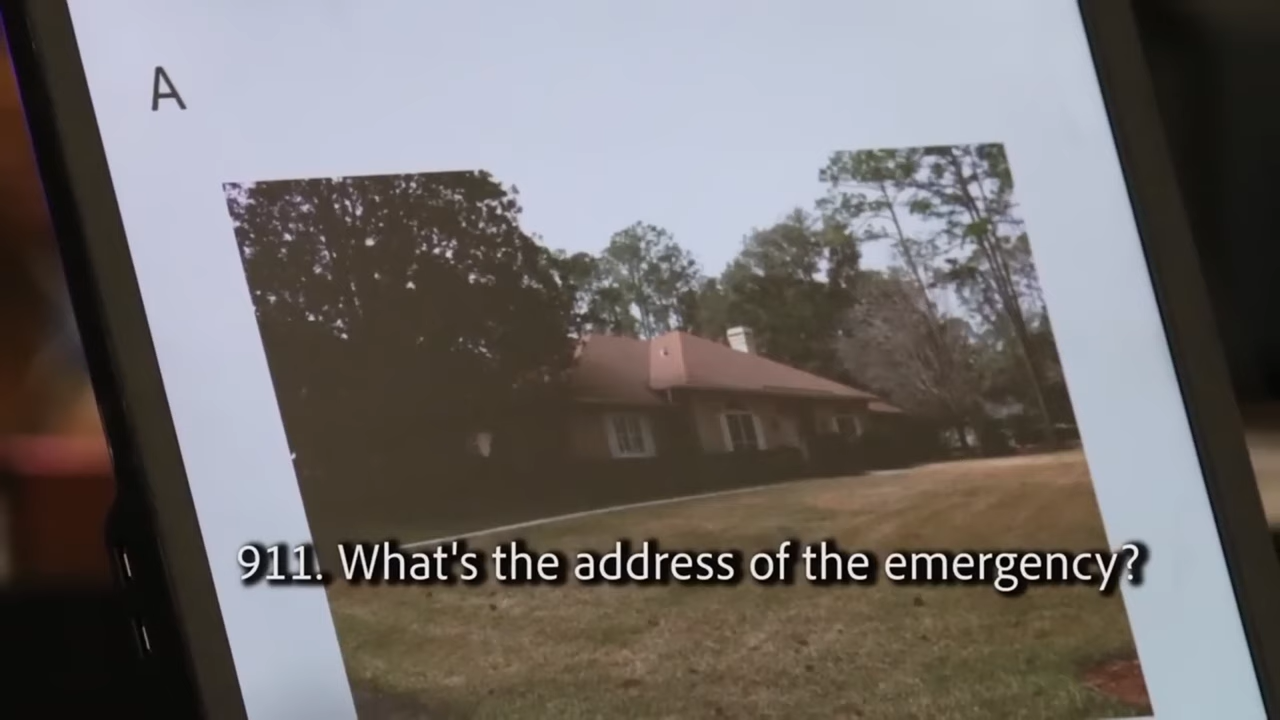 A
911. What's the address of the emergency?